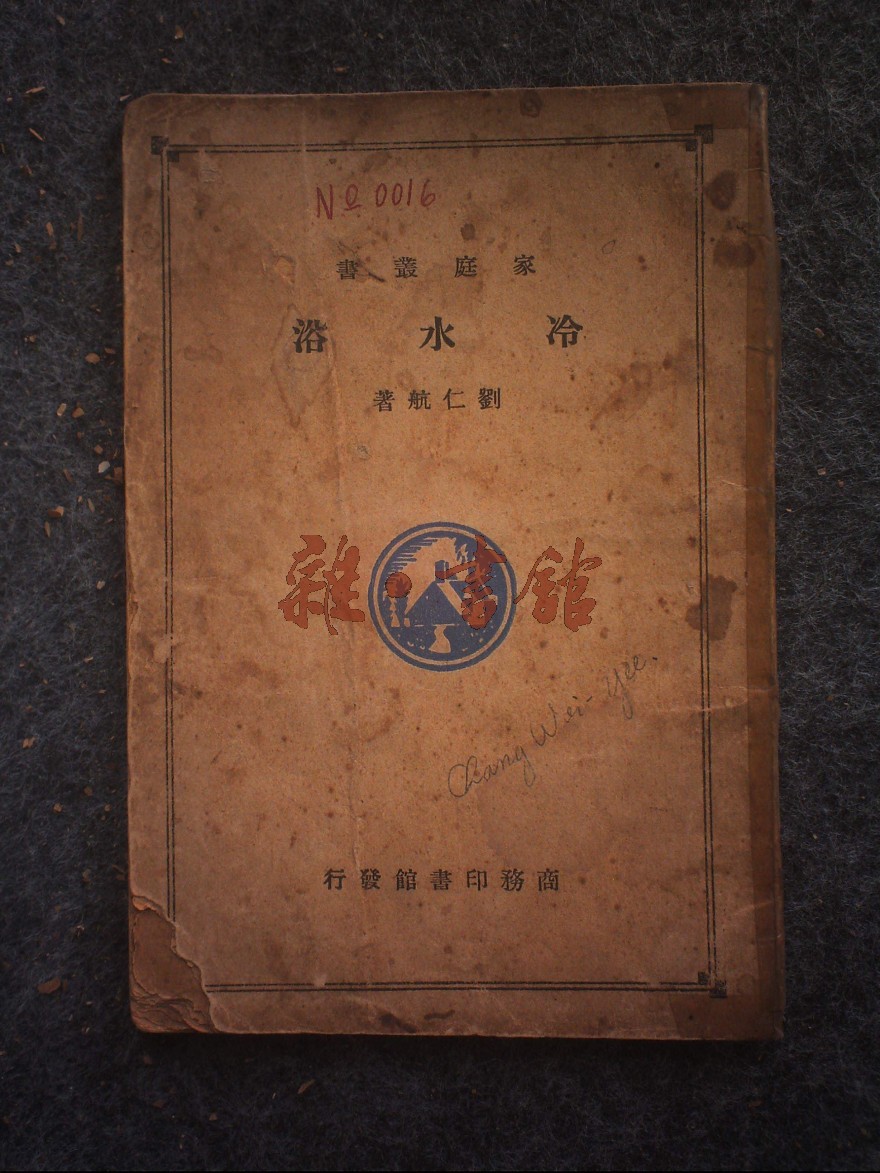 No 0016
家庭叢書
冷水浴
劉仁航著
雜·書館
Chang Wei-Yee.
商務印書館發行